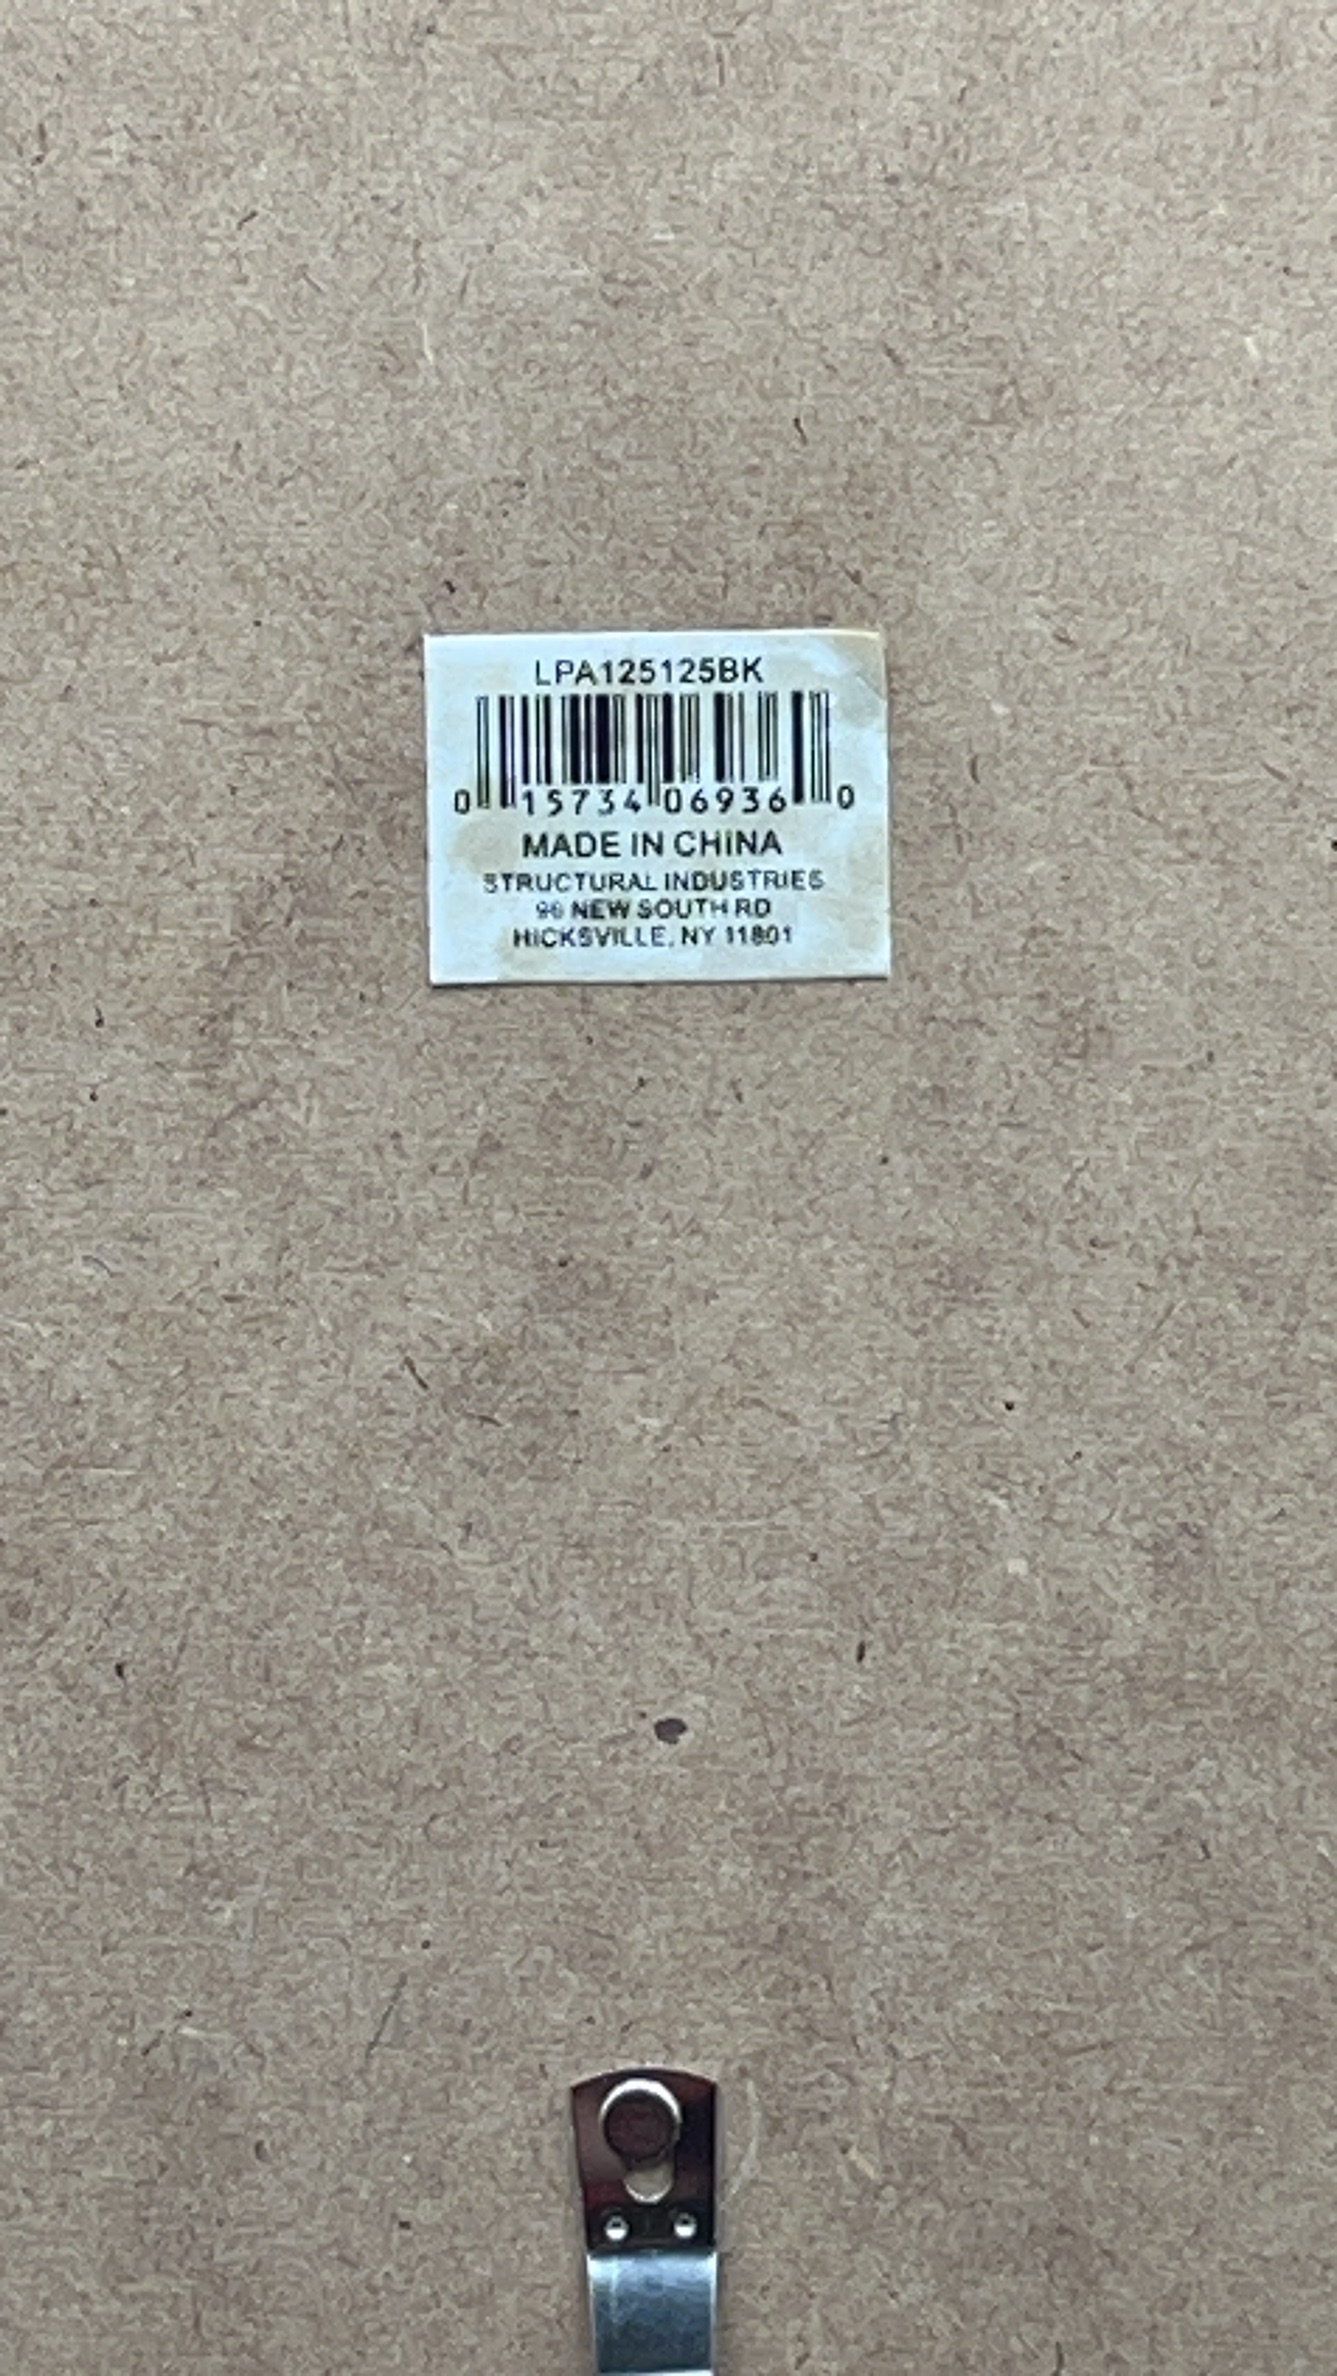 LPA125125BK
0 15734 06936 0
MADE IN CHINA
STRUCTURAL INDUSTRIES
96 NEW SOUTH RD
HICKSVILLE, NY 11801